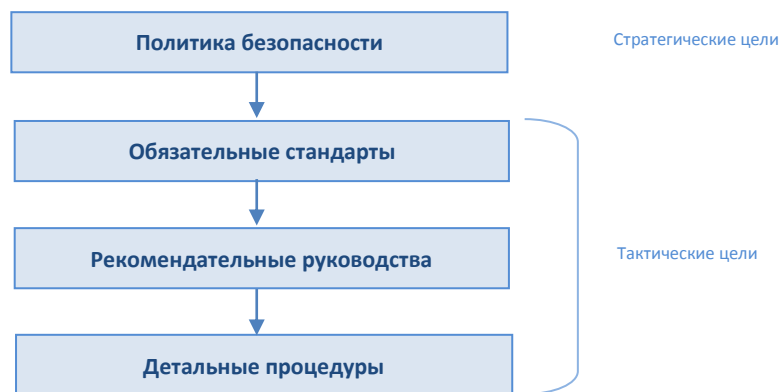 Политика безопасности
Стратегические цели
Обязательные стандарты
Рекомендательные руководства
Тактические цели
Детальные процедуры